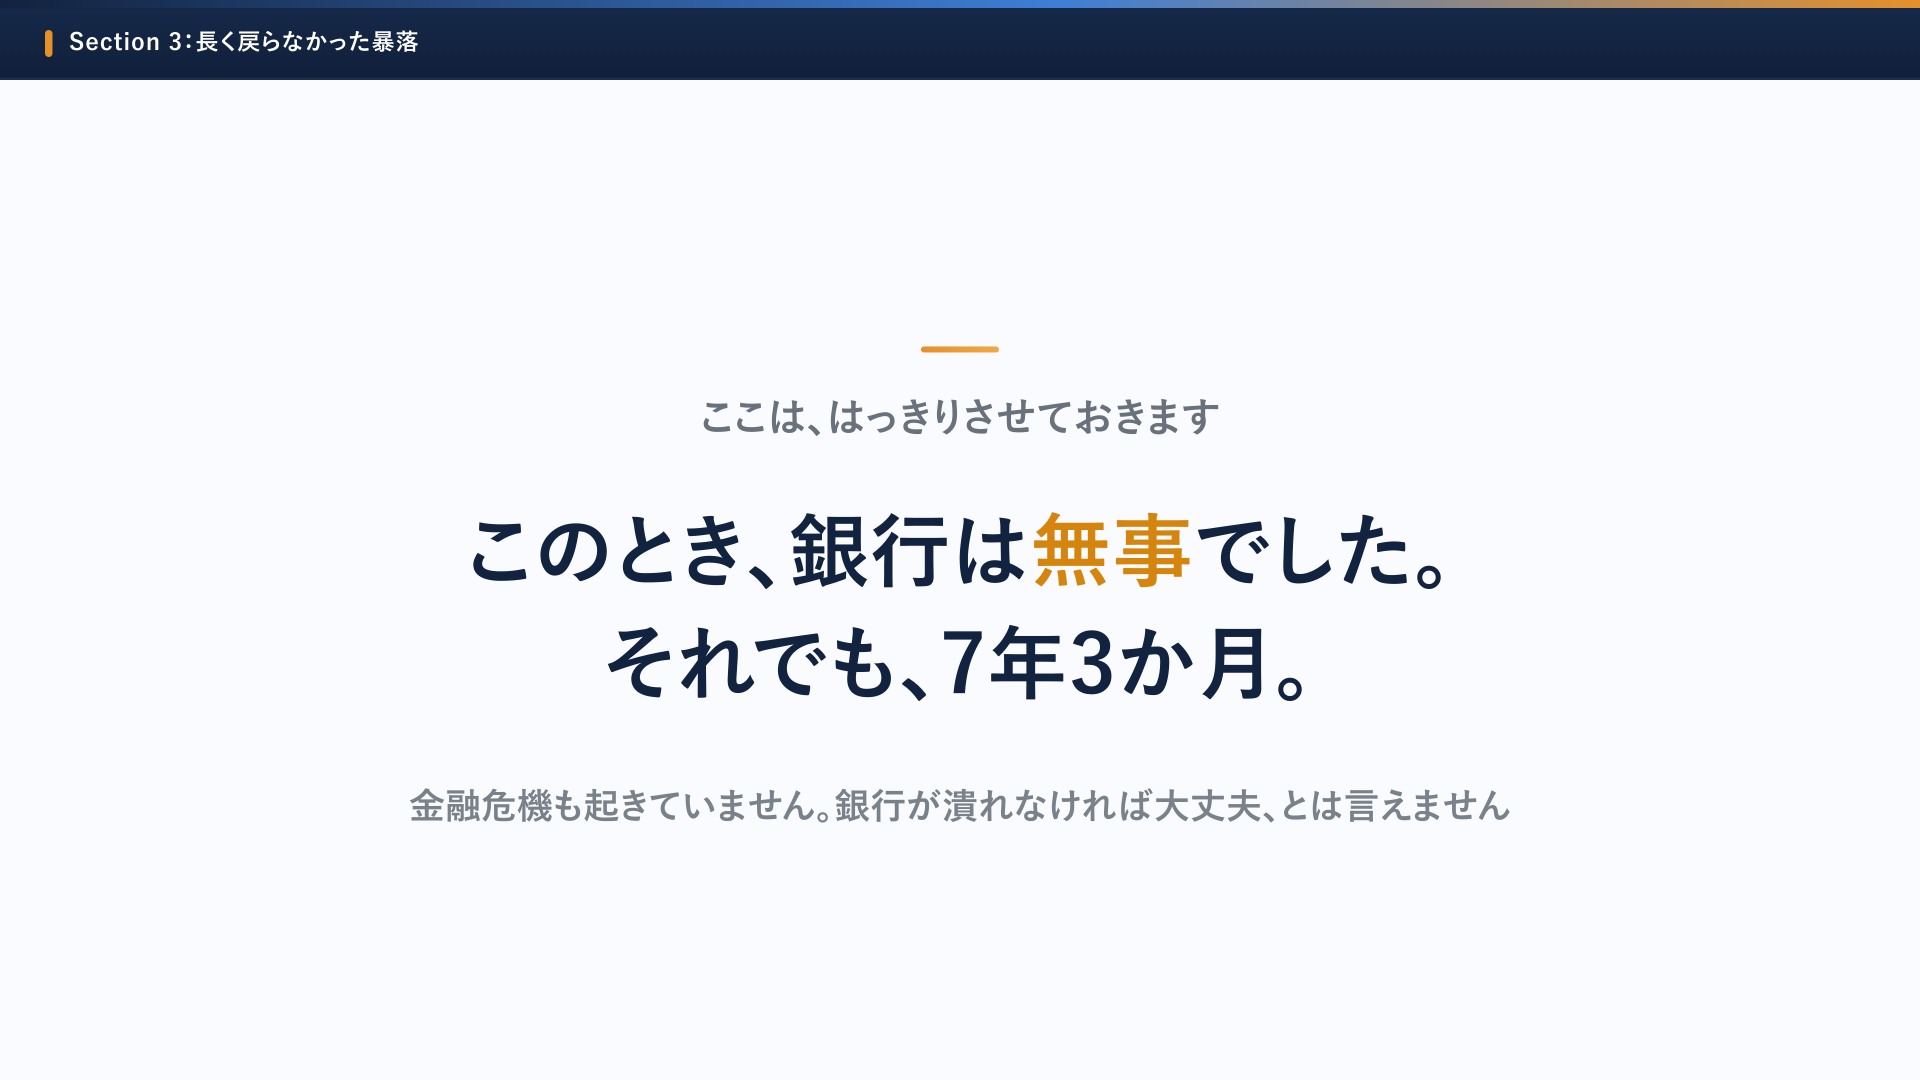 Section 3：長く戻らなかった暴落
ここは、はっきりさせておきます
このとき、銀行は無事でした。
それでも、7年3か月。
金融危機も起きていません。銀行が潰れなければ大丈夫、とは言えません